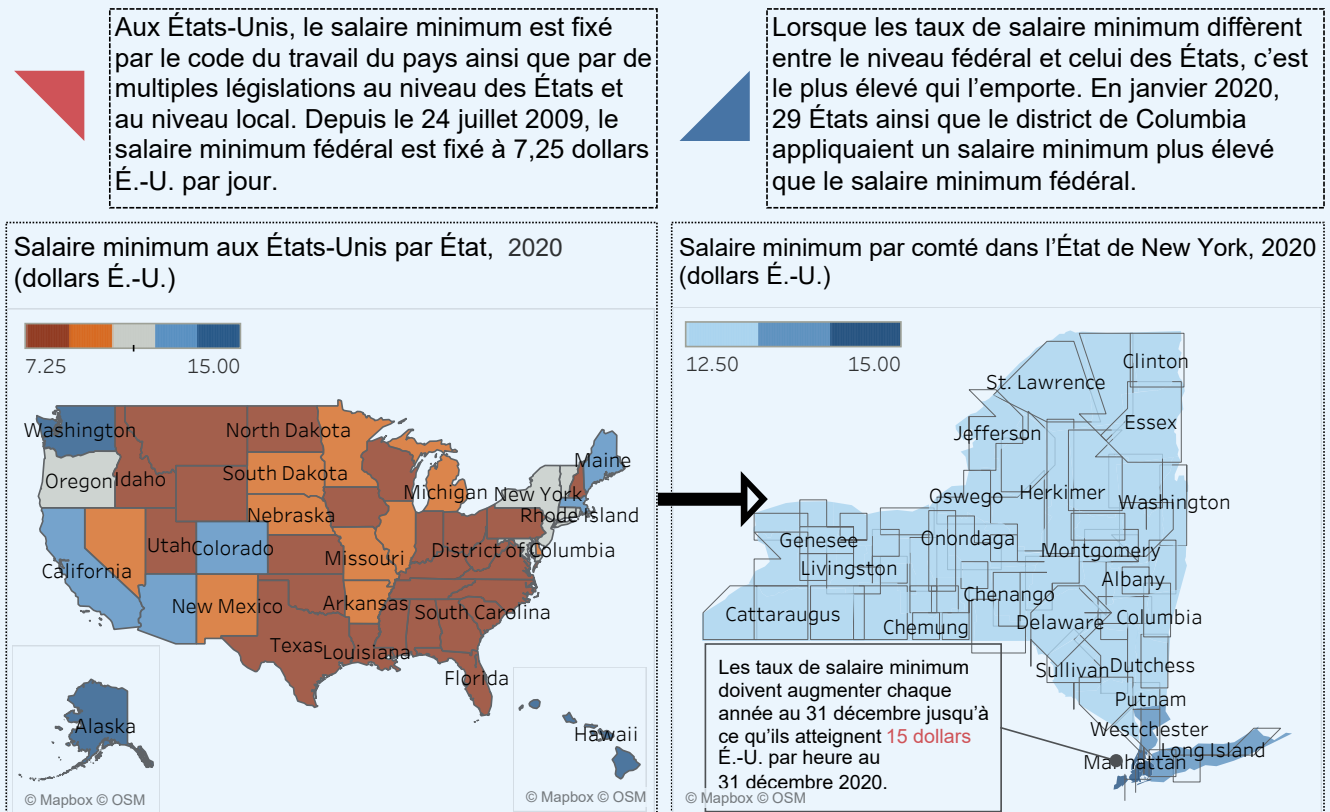 Aux États-Unis, le salaire minimum est fixé
par le code du travail du pays ainsi que par de
multiples législations au niveau des États et
au niveau local. Depuis le 24 juillet 2009, le
salaire minimum fédéral est fixé à 7,25 dollars
É.-U. par jour.
Lorsque les taux de salaire minimum diffèrent
entre le niveau fédéral et celui des États, c’est
le plus élevé qui l’emporte. En janvier 2020,
29 États ainsi que le district de Columbia
appliquaient un salaire minimum plus élevé
que le salaire minimum fédéral.
Salaire minimum aux États-Unis par État, 2020
(dollars É.-U.)
7.25 15.00
Washington
North Dakota
Maine
Oregon
Idaho
South Dakota
Michigan
New York
Nebraska
Rhode Island
Utah
Colorado
Missouri
District of Columbia
California
New Mexico
Arkansas
South Carolina
Texas
Louisiana
Florida
Alaska
Hawaii
© Mapbox © OSM
© Mapbox © OSM
Salaire minimum par comté dans l’État de New York, 2020
(dollars É.-U.)
12.50 15.00
Clinton
St. Lawrence
Essex
Jefferson
Oswego
Herkimer
Washington
Genesee
Onondaga
Montgomery
Livingston
Albany
Chenango
Cattaraugus
Chemung
Delaware
Columbia
Sullivan
Dutchess
Putnam
Westchester
Long Island
Manhattan
Les taux de salaire minimum
doivent augmenter chaque
année au 31 décembre jusqu’à
ce qu’ils atteignent 15 dollars
É.-U. par heure au
31 décembre 2020.
© Mapbox © OSM